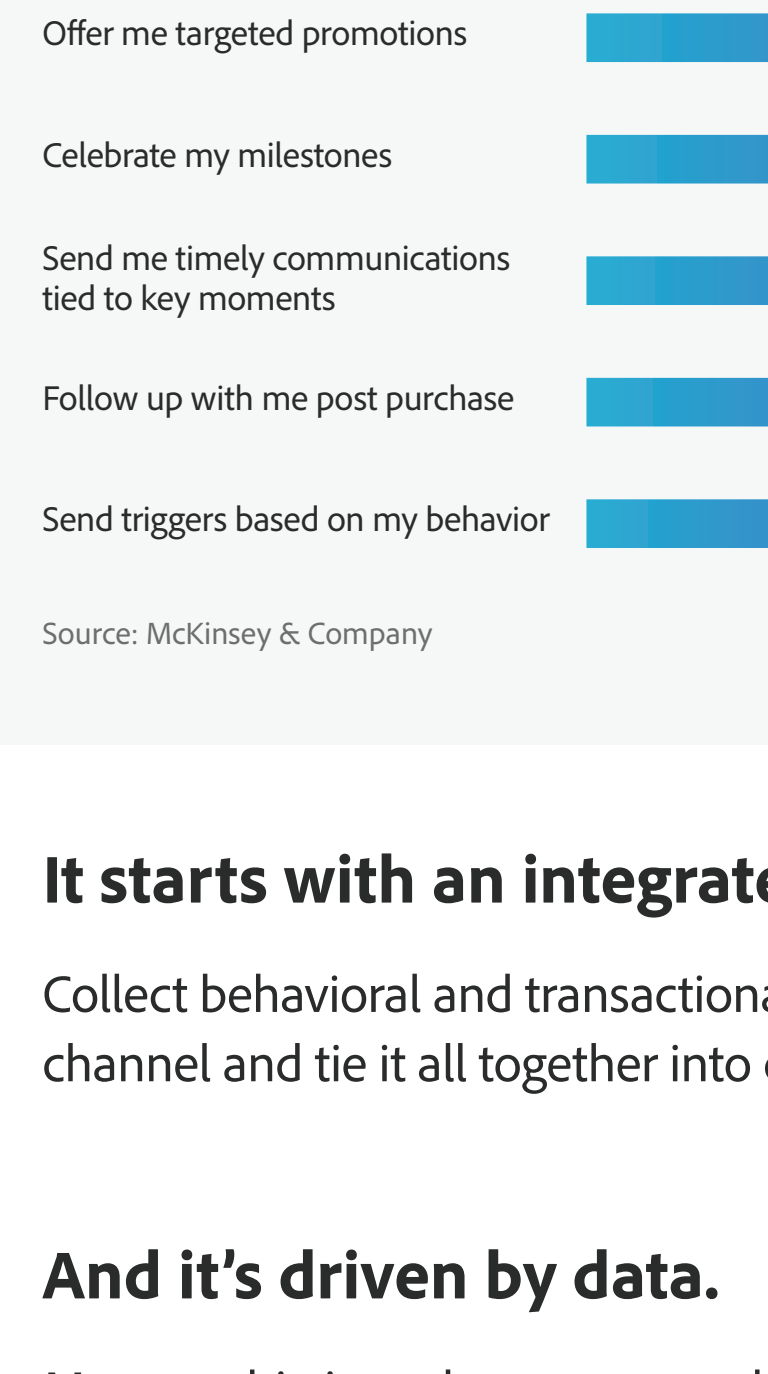 Offer me targeted promotions
Celebrate my milestones
Send me timely communications
tied to key moments
Follow up with me post purchase
Send triggers based on my behavior
Source: McKinsey & Company
It starts with an
Collect behavioral and
channel and tie it all together into
And it’s driven by data.